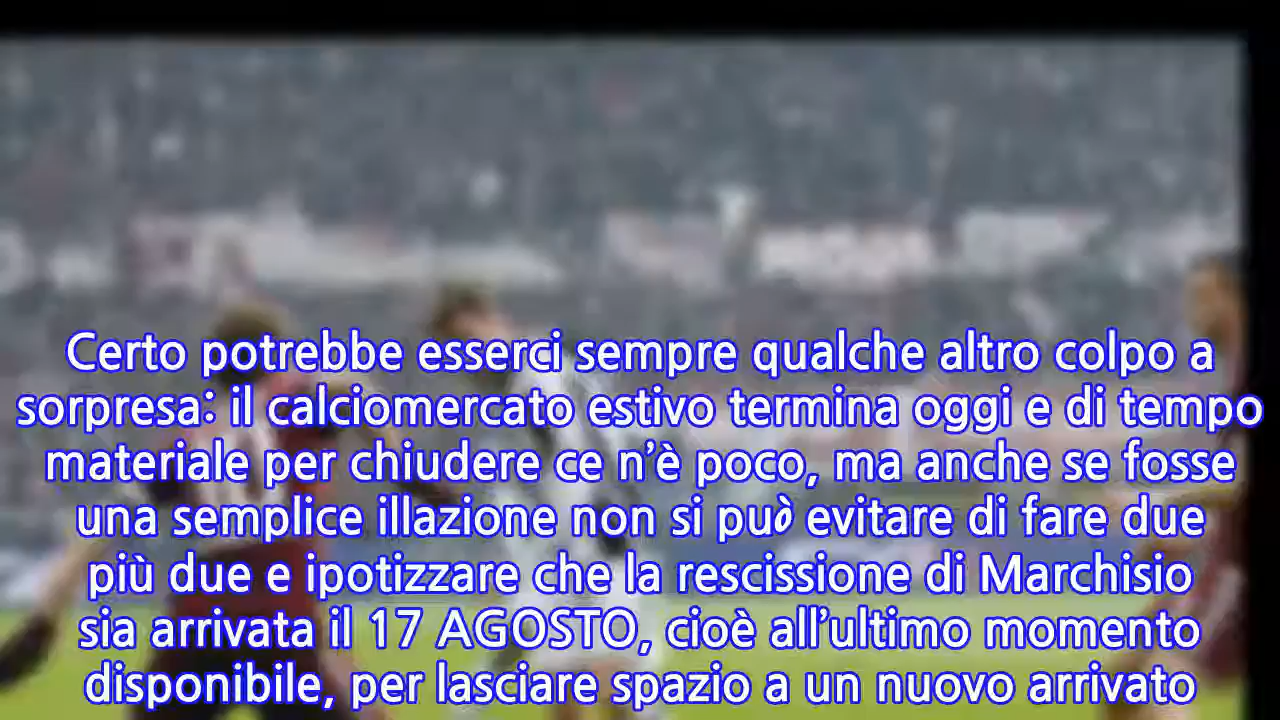 Certo potrebbe esserci sempre qualche altro colpo a
sorpresa: il calciomercato estivo termina oggi e di tempo
materiale per chiudere ce n’è poco, ma anche se fosse
una semplice illazione non si può evitare di fare due
più due e ipotizzare che la rescissione di Marchisio
sia arrivata il 17 AGOSTO, cioè all’ultimo momento
disponibile, per lasciare spazio a un nuovo arrivato